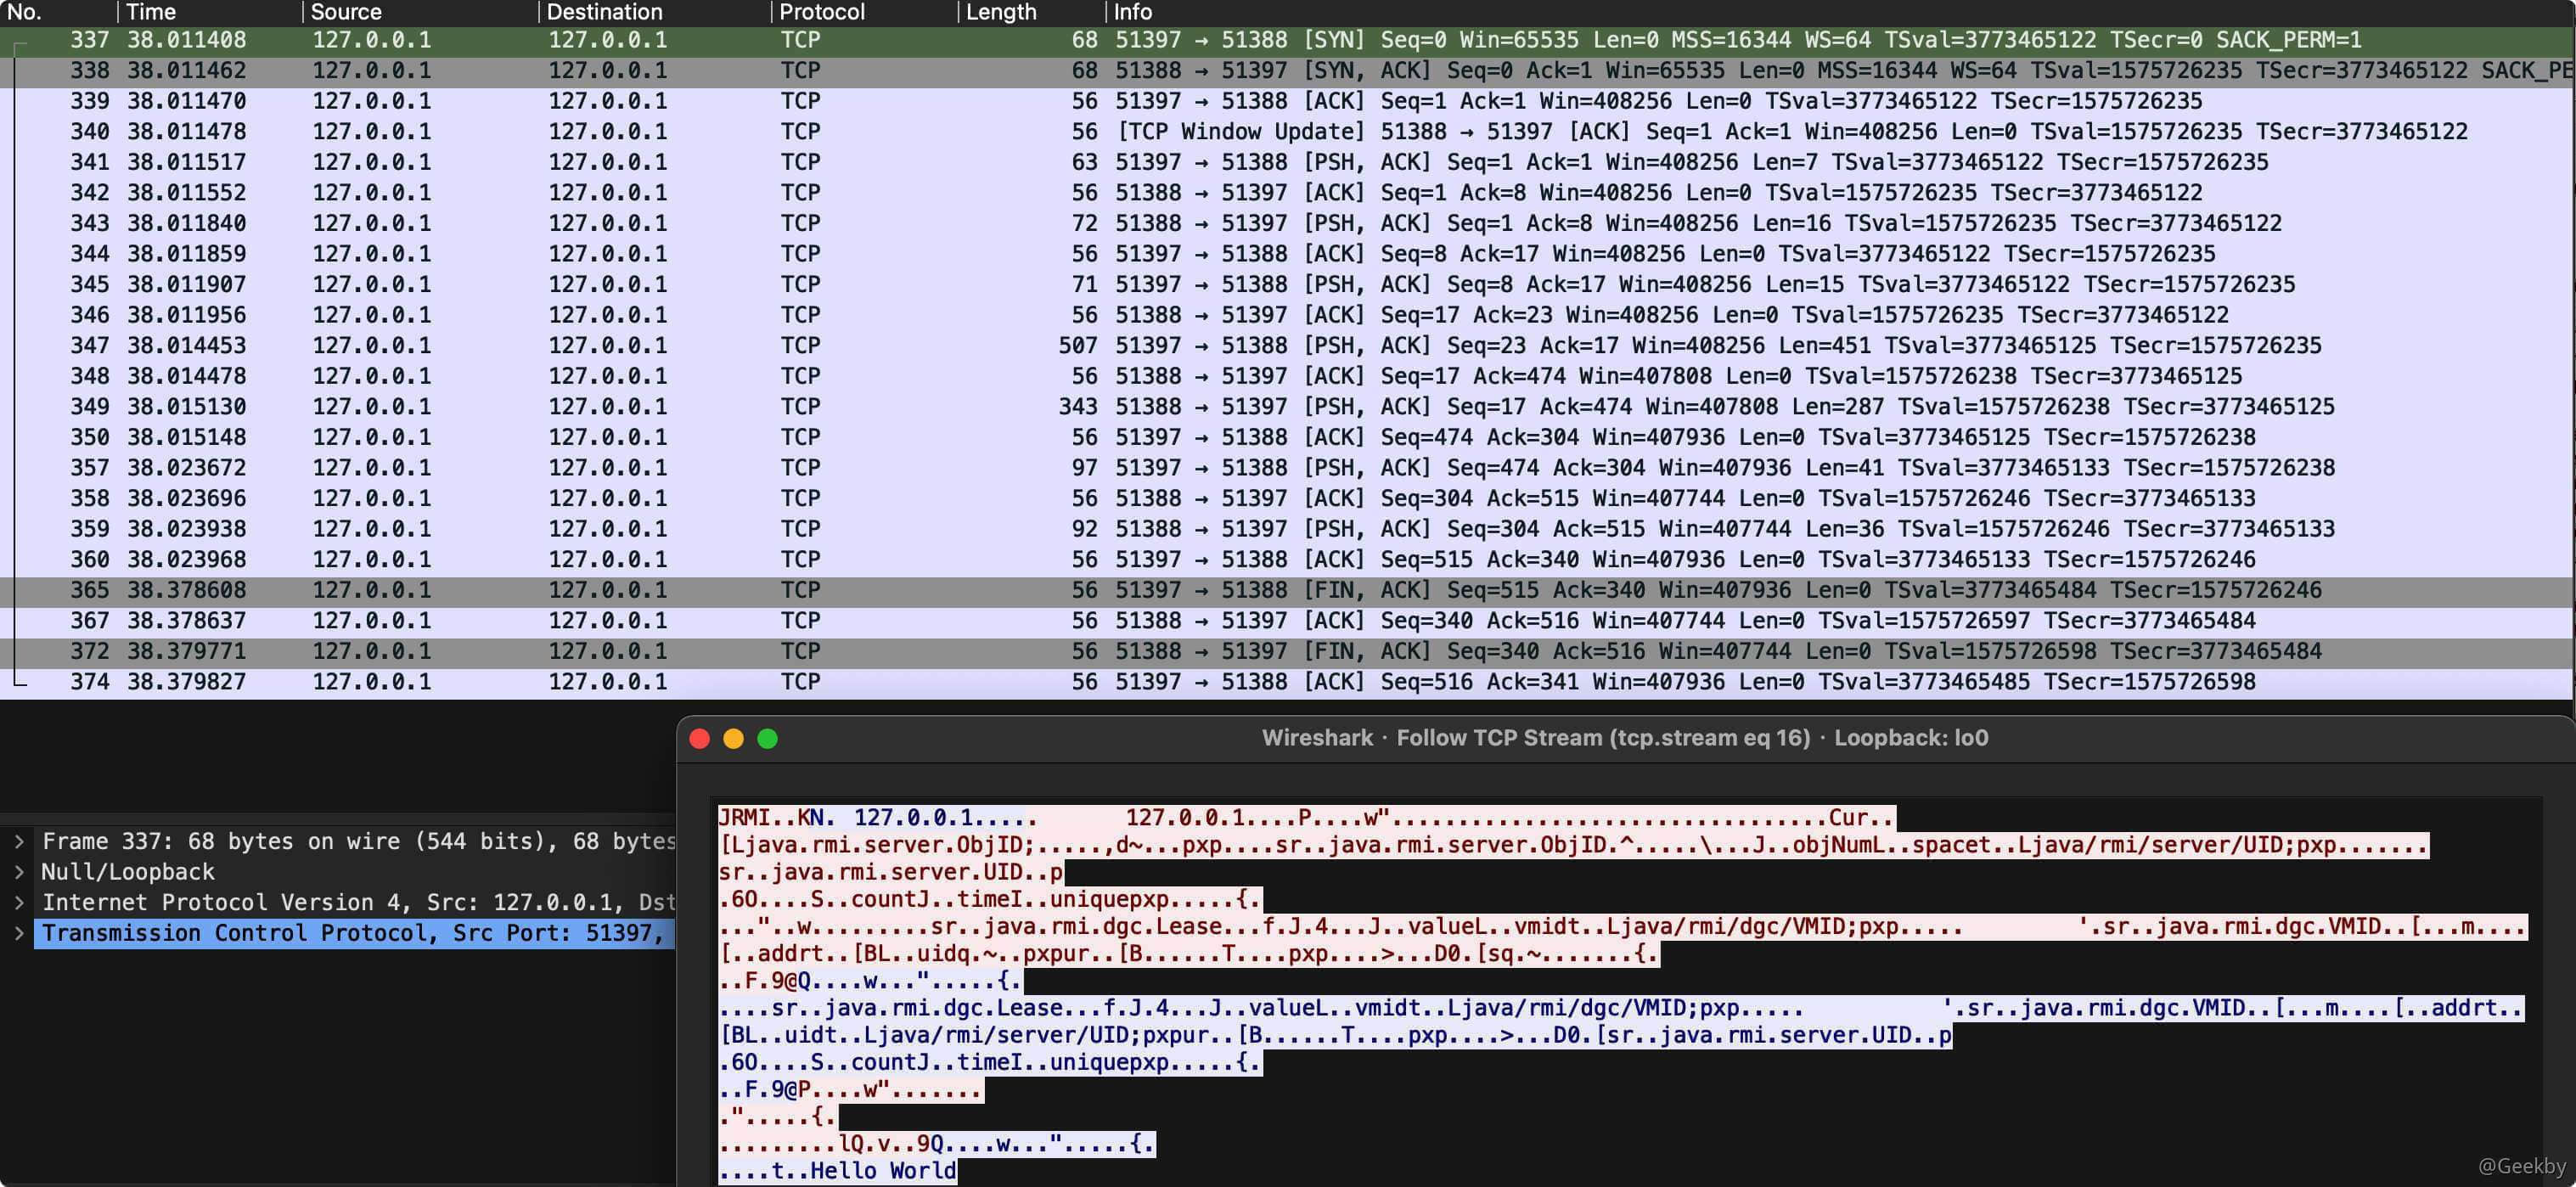 No. Time Source Destination Protocol Length Info
337 38.011408 127.0.0.1 127.0.0.1 TCP 68 51397 → 51388 [SYN] Seq=0 Win=65535 Len=0 MSS=16344 WS=64 TSval=3773465122 TSecr=0 SACK_PERM=1
338 38.011462 127.0.0.1 127.0.0.1 TCP 68 51388 → 51397 [SYN, ACK] Seq=0 Ack=1 Win=65535 Len=0 MSS=16344 WS=64 TSval=1575726235 TSecr=3773465122 SACK_PE
339 38.011470 127.0.0.1 127.0.0.1 TCP 56 51397 → 51388 [ACK] Seq=1 Ack=1 Win=408256 Len=0 TSval=3773465122 TSecr=1575726235
340 38.011478 127.0.0.1 127.0.0.1 TCP 56 [TCP Window Update] 51388 → 51397 [ACK] Seq=1 Ack=1 Win=408256 Len=0 TSval=1575726235 TSecr=3773465122
341 38.011517 127.0.0.1 127.0.0.1 TCP 63 51397 → 51388 [PSH, ACK] Seq=1 Ack=1 Win=408256 Len=7 TSval=3773465122 TSecr=1575726235
342 38.011552 127.0.0.1 127.0.0.1 TCP 56 51388 → 51397 [ACK] Seq=1 Ack=8 Win=408256 Len=0 TSval=1575726235 TSecr=3773465122
343 38.011840 127.0.0.1 127.0.0.1 TCP 72 51388 → 51397 [PSH, ACK] Seq=1 Ack=8 Win=408256 Len=16 TSval=1575726235 TSecr=3773465122
344 38.011859 127.0.0.1 127.0.0.1 TCP 56 51397 → 51388 [ACK] Seq=8 Ack=17 Win=408256 Len=0 TSval=3773465122 TSecr=1575726235
345 38.011907 127.0.0.1 127.0.0.1 TCP 71 51397 → 51388 [PSH, ACK] Seq=8 Ack=17 Win=408256 Len=15 TSval=3773465122 TSecr=1575726235
346 38.011956 127.0.0.1 127.0.0.1 TCP 56 51388 → 51397 [ACK] Seq=17 Ack=23 Win=408256 Len=0 TSval=1575726235 TSecr=3773465122
347 38.014453 127.0.0.1 127.0.0.1 TCP 507 51397 → 51388 [PSH, ACK] Seq=23 Ack=17 Win=408256 Len=451 TSval=3773465125 TSecr=1575726235
348 38.014478 127.0.0.1 127.0.0.1 TCP 56 51388 → 51397 [ACK] Seq=17 Ack=474 Win=407808 Len=0 TSval=1575726238 TSecr=3773465125
349 38.015130 127.0.0.1 127.0.0.1 TCP 343 51388 → 51397 [PSH, ACK] Seq=17 Ack=474 Win=407808 Len=287 TSval=1575726238 TSecr=3773465125
350 38.015148 127.0.0.1 127.0.0.1 TCP 56 51397 → 51388 [ACK] Seq=474 Ack=304 Win=407936 Len=0 TSval=3773465125 TSecr=1575726238
357 38.023672 127.0.0.1 127.0.0.1 TCP 97 51397 → 51388 [PSH, ACK] Seq=474 Ack=304 Win=407936 Len=41 TSval=3773465133 TSecr=1575726238
358 38.023696 127.0.0.1 127.0.0.1 TCP 56 51388 → 51397 [ACK] Seq=304 Ack=515 Win=407744 Len=0 TSval=1575726246 TSecr=3773465133
359 38.023938 127.0.0.1 127.0.0.1 TCP 92 51388 → 51397 [PSH, ACK] Seq=304 Ack=515 Win=407744 Len=36 TSval=1575726246 TSecr=3773465133
360 38.023968 127.0.0.1 127.0.0.1 TCP 56 51397 → 51388 [ACK] Seq=515 Ack=340 Win=407936 Len=0 TSval=3773465133 TSecr=1575726246
365 38.378608 127.0.0.1 127.0.0.1 TCP 56 51397 → 51388 [FIN, ACK] Seq=515 Ack=340 Win=407936 Len=0 TSval=3773465484 TSecr=1575726246
367 38.378637 127.0.0.1 127.0.0.1 TCP 56 51388 → 51397 [ACK] Seq=340 Ack=516 Win=407744 Len=0 TSval=1575726597 TSecr=3773465484
372 38.379771 127.0.0.1 127.0.0.1 TCP 56 51388 → 51397 [FIN, ACK] Seq=340 Ack=516 Win=407744 Len=0 TSval=1575726598 TSecr=3773465484
374 38.379827 127.0.0.1 127.0.0.1 TCP 56 51397 → 51388 [ACK] Seq=516 Ack=341 Win=407936 Len=0 TSval=3773465485 TSecr=1575726598
Frame 337: 68 bytes on wire (544 bits), 68 bytes
Null/Loopback
Internet Protocol Version 4, Src: 127.0.0.1, Dst
Transmission Control Protocol, Src Port: 51397,
Wireshark · Follow TCP Stream (tcp.stream eq 16) · Loopback: lo0
JRMI..KN. 127.0.0.1..... 127.0.0.1....P....w".................................Cur..
[Ljava.rmi.server.ObjID;.....,d~...pxp....sr..java.rmi.server.ObjID.^.....\...J..objNumL..spacet..Ljava/rmi/server/UID;pxp.......
sr..java.rmi.server.UID..p
.6O....S..countJ..timeI..uniquepxp.....{.
..."..w.........sr..java.rmi.dgc.Lease...f.J.4...J..valueL..vmidt..Ljava/rmi/dgc/VMID;pxp..... '.sr..java.rmi.dgc.VMID..[...m....
[..addrt..[BL..uidq.~..pxpur..[B......T....pxp....>...D0.[sq.~.......{.
..F.9@Q....w...".....{.
....sr..java.rmi.dgc.Lease...f.J.4...J..valueL..vmidt..Ljava/rmi/dgc/VMID;pxp..... '.sr..java.rmi.dgc.VMID..[...m....[..addrt..
[BL..uidt..Ljava/rmi/server/UID;pxpur..[B......T....pxp....>...D0.[sr..java.rmi.server.UID..p
.6O....S..countJ..timeI..uniquepxp.....{.
..F.9@P....w".......
.".....{.
.........lQ.v..9Q....w...".....{.
....t..Hello World
@Geekby